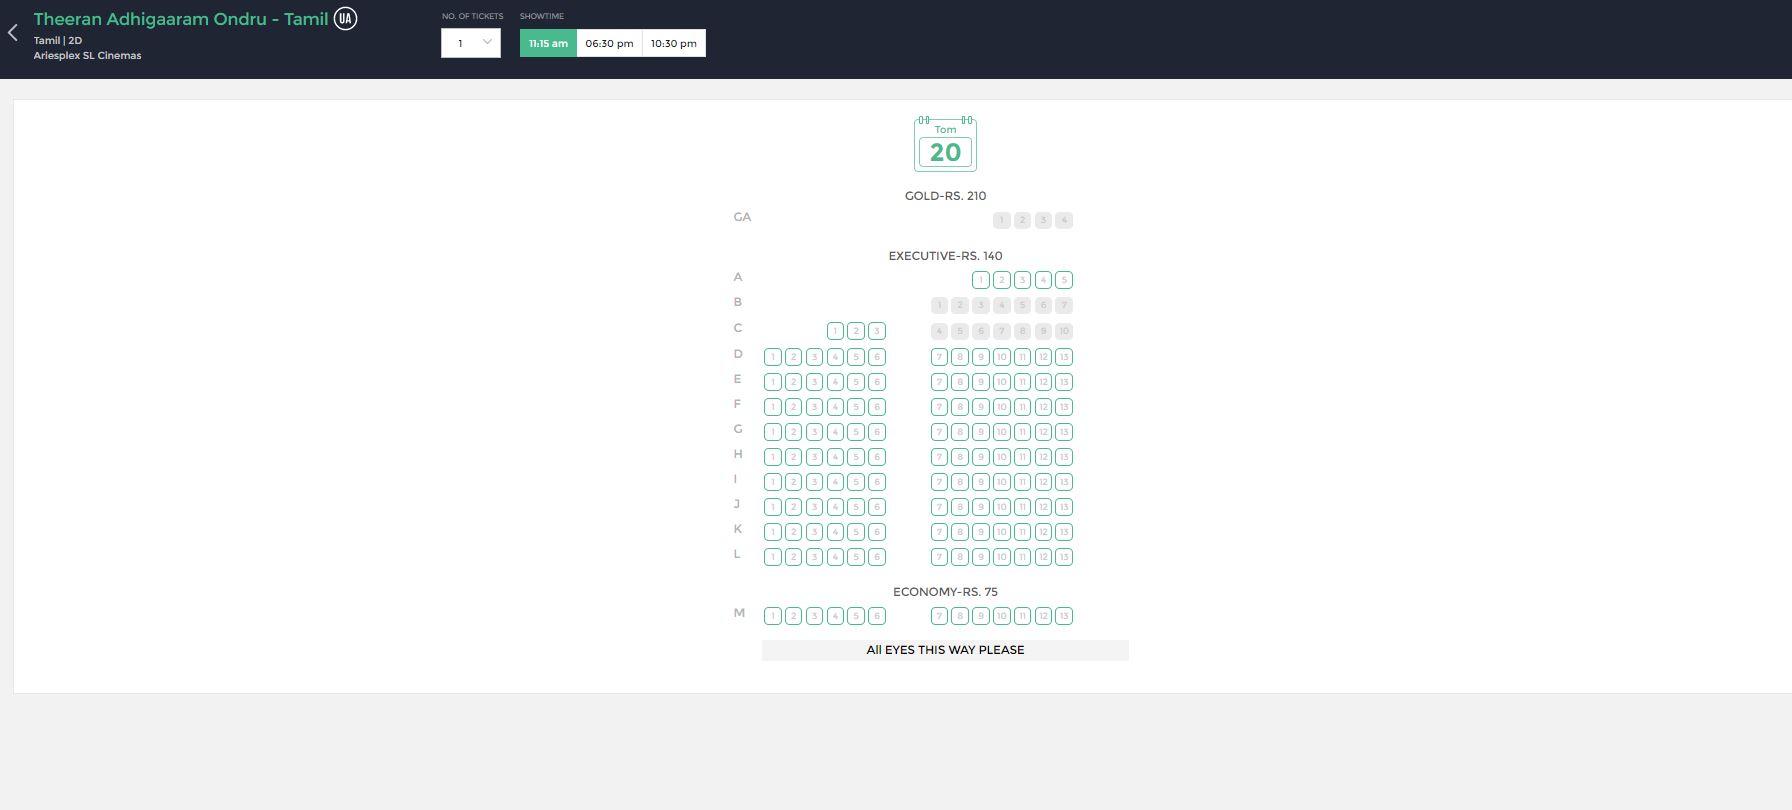 Theeran Adhigaaram Ondru - Tamil UA
Tamil | 2D
Ariesplex SL Cinemas
NO. OF TICKETS
1
SHOWTIME
11:15 am 06:30 pm 10:30 pm
Tom
20
GOLD-RS. 210
GA 1 2 3 4
EXECUTIVE-RS. 140
A 1 2 3 4 5
B 1 2 3 4 5 6 7
C 1 2 3 4 5 6 7 8 9 10
D 1 2 3 4 5 6 7 8 9 10 11 12 13
E 1 2 3 4 5 6 7 8 9 10 11 12 13
F 1 2 3 4 5 6 7 8 9 10 11 12 13
G 1 2 3 4 5 6 7 8 9 10 11 12 13
H 1 2 3 4 5 6 7 8 9 10 11 12 13
I 1 2 3 4 5 6 7 8 9 10 11 12 13
J 1 2 3 4 5 6 7 8 9 10 11 12 13
K 1 2 3 4 5 6 7 8 9 10 11 12 13
L 1 2 3 4 5 6 7 8 9 10 11 12 13
ECONOMY-RS. 75
M 1 2 3 4 5 6 7 8 9 10 11 12 13
All EYES THIS WAY PLEASE